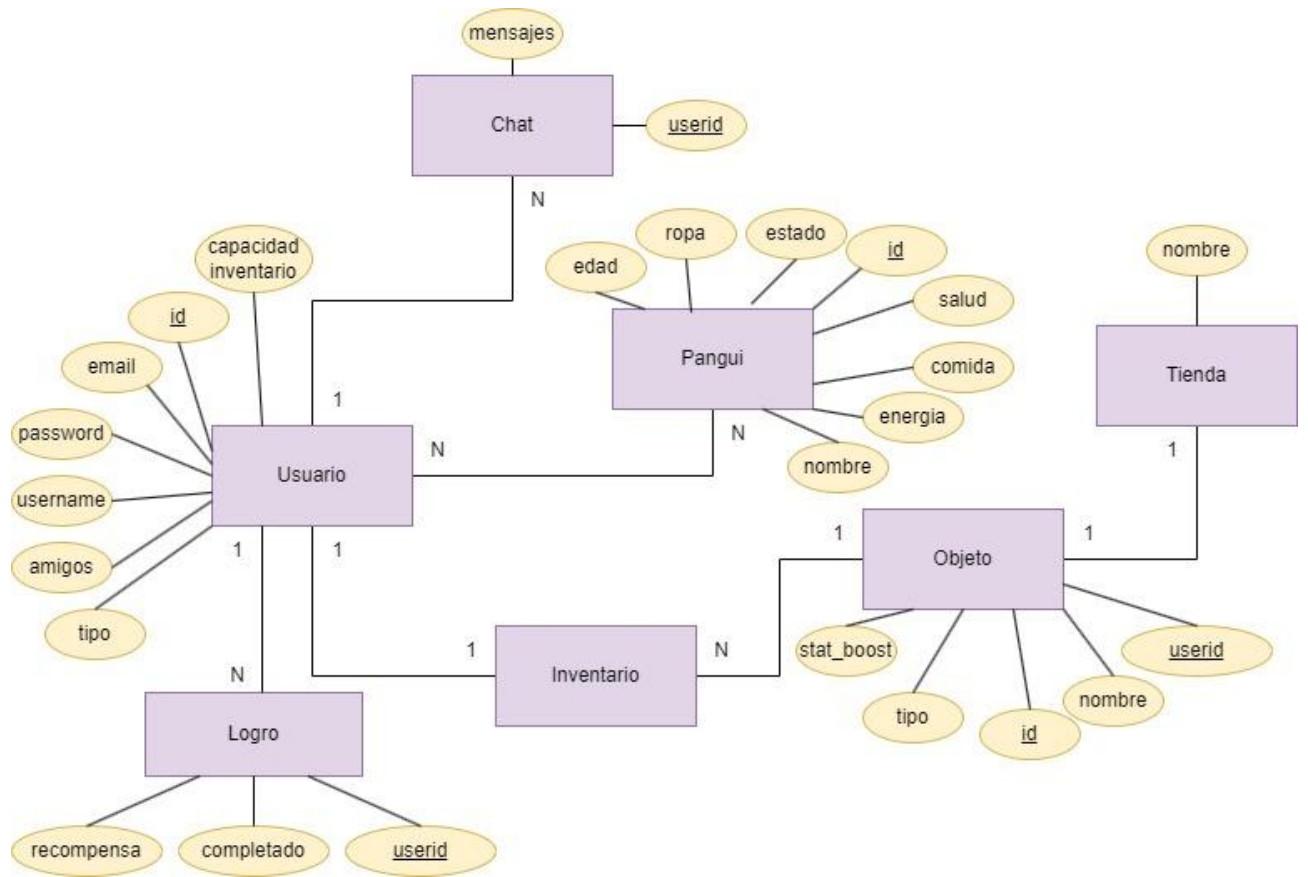 mensajes
Chat
userid
N
capacidad
inventario
id
email
password
username
amigos
tipo
1
Usuario
N
1
1
edad
ropa
estado
id
salud
comida
energia
nombre
Pangui
N
nombre
Tienda
1
1
Objeto
1
stat_boost
tipo
id
nombre
userid
1
Inventario
N
N
Logro
recompensa
completado
userid